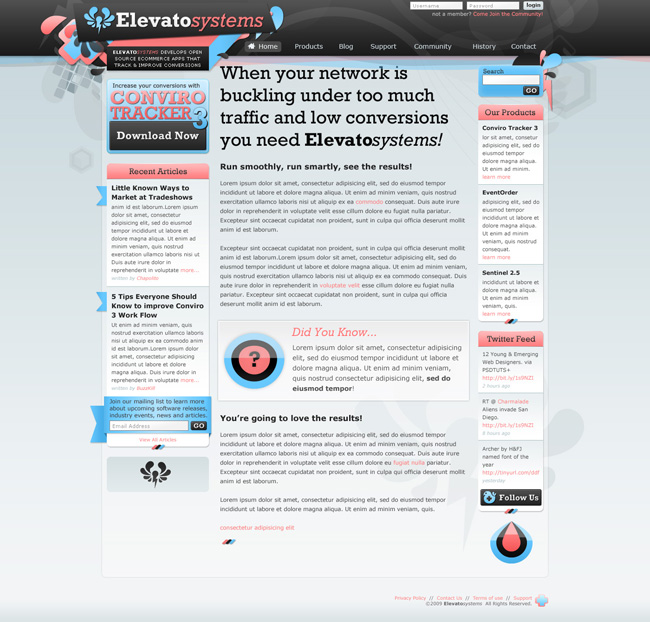 Elevatosystems
Username
Password
login
not a member? Come Join the Community!
ELEVATOSYSTEMS DEVELOPS OPEN
SOURCE ECOMMERCE APPS THAT
TRACK & IMPROVE CONVERSIONS
Home
Products
Blog
Support
Community
History
Contact
Increase your conversions with
CONVIRO
TRACKER 3
Download Now
Recent Articles
Little Known Ways to
Market at Tradeshows
anim id est laborum.Lorem ipsum
dolor sit amet, consectetur
adipisicing elit, sed do eiusmod
tempor incididunt ut labore et
dolore magna aliqua. Ut enim ad
minim veniam, quis nostrud
exercitation ullamco laboris nisi ut
Duis aute irure dolor in
reprehenderit in voluptate more...
written by Chapolito
5 Tips Everyone Should
Know to improve Conviro
3 Work Flow
Ut enim ad minim veniam, quis
nostrud exercitation ullamco laboris
nisi ut aliquip ex ea commodo anim
id est laborum.Lorem ipsum dolor
sit amet, consectetur adipisicing
elit, sed do eiusmod tempor
incididunt ut labore et dolore
magna aliqua. Duis aute irure dolor
in reprehenderit in voluptate
written by
Join our mailing list to learn more
about upcoming software releases,
industry events, news and articles.
Email Address
GO
View All Articles
When your network is
buckling under too much
traffic and low conversions
you need Elevatosystems!
Run smoothly, run smartly, see the results!
Lorem ipsum dolor sit amet, consectetur adipisicing elit, sed do eiusmod tempor
incididunt ut labore et dolore magna aliqua. Ut enim ad minim veniam, quis nostrud
exercitation ullamco laboris nisi ut aliquip ex ea commodo consequat. Duis aute irure
dolor in reprehenderit in voluptate velit esse cillum dolore eu fugiat nulla pariatur.
Excepteur sint occaecat cupidatat non proident, sunt in culpa qui officia deserunt mollit
anim id est laborum.
Excepteur sint occaecat cupidatat non proident, sunt in culpa qui officia deserunt mollit
anim id est laborum.Lorem ipsum dolor sit amet, consectetur adipisicing elit, sed do
eiusmod tempor incididunt ut labore et dolore magna aliqua. Ut enim ad minim veniam,
quis nostrud exercitation ullamco laboris nisi ut aliquip ex ea commodo consequat. Duis
aute irure dolor in reprehenderit in voluptate velit esse cillum dolore eu fugiat nulla
pariatur. Excepteur sint occaecat cupidatat non proident, sunt in culpa qui officia
deserunt mollit anim id est laborum.
?
Did You Know...
Lorem ipsum dolor sit amet, consectetur adipisicing
elit, sed do eiusmod tempor incididunt ut labore et
dolore magna aliqua. Ut enim ad minim veniam,
quis nostrud consectetur adipisicing elit, sed do
eiusmod tempor!
You're going to love the results!
Lorem ipsum dolor sit amet, consectetur adipisicing elit, sed do eiusmod tempor
incididunt ut labore et dolore magna aliqua. Ut enim ad minim veniam, quis nostrud
exercitation ullamco laboris nisi ut aliquip ex ea commodo consequat. Duis aute irure
dolor in reprehenderit in voluptate velit esse cillum dolore eu fugiat nulla pariatur.
Excepteur sint occaecat cupidatat non proident, sunt in culpa qui officia deserunt mollit
anim id est laborum.
Lorem ipsum dolor sit amet, consectetur adipisicing elit, sed do eiusmod tempor
incididunt ut labore et dolore magna aliqua. Ut enim ad minim veniam, quis.
consectetur adipisicing elit
Search
GO
Our Products
Conviro Tracker 3
lor sit amet, consetur
adipisicing elit, sed do
eiusmod tempor
dolore magna aliqua.
Ut enim ad minim.
learn more
EventOrder
adipisicing elit, sed do
eiusmod tempor
incididunt ut labore et
dolore magna aliqua.
Ut enim ad minim
veniam, quis nostrud
consequat.
learn more
Sentinel 2.5
incididunt ut labore et
dolore magna aliqua.
Ut enim ad minim
veniam, quis.
learn more
Twitter Feed
12 Young & Emerging
Web Designers. via
PSDTUTS+
2 hours ago
RT @ Charmalade
Aliens invade San
Diego.
6 hours ago
Archer by H&FJ
named font of the
year
http://tinyurl.com/ddf
yesterday
Follow Us
Privacy Policy // Contact Us // Terms of use // Support
©2009 Elevatosystems All Rights Reserved.